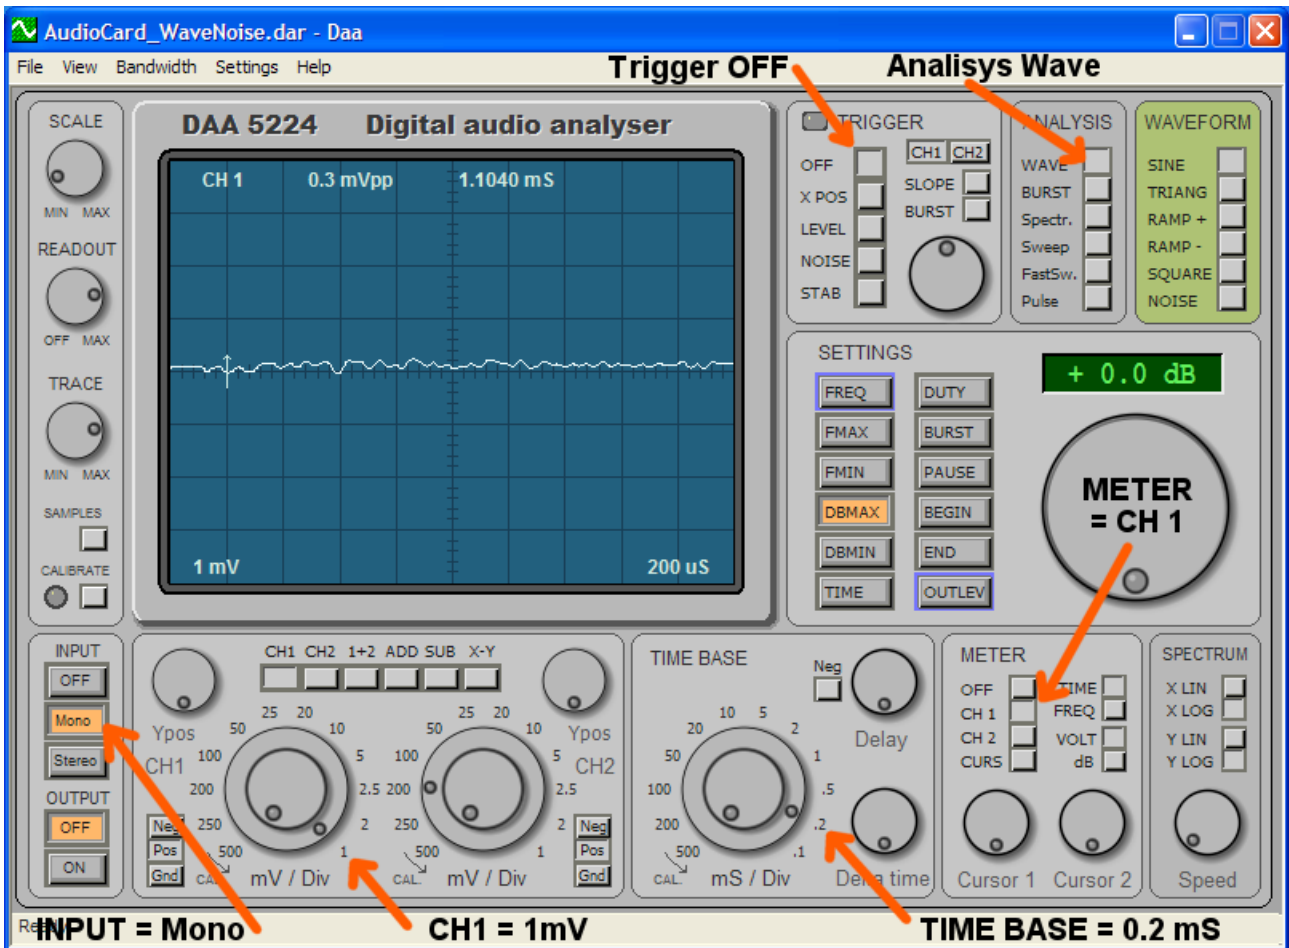 AudioCard_WaveNoise.dar - Daa
File View Bandwidth Settings Help
Trigger OFF
Analisys Wave
SCALE
MIN MAX
READOUT
OFF MAX
TRACE
MIN MAX
SAMPLES
CALIBRATE
DAA 5224 Digital audio analyser
CH 1 0.3 mVpp 1.1040 mS
1 mV 200 uS
TRIGGER
OFF
X POS
LEVEL
NOISE
STAB
CH1 CH2
SLOPE
BURST
ANALYSIS
WAVE
BURST
Spectr.
Sweep
FastSw.
Pulse
WAVEFORM
SINE
TRIANG
RAMP +
RAMP -
SQUARE
NOISE
SETTINGS
FREQ DUTY
FMAX BURST
FMIN PAUSE
DBMAX BEGIN
DBMIN END
TIME OUTLEV
+ 0.0 dB
METER
= CH 1
INPUT
OFF
Mono
Stereo
OUTPUT
OFF
ON
CH1 CH2 1+2 ADD SUB X-Y
Ypos
CH1
500 250 200 100 50 25 20 10 5 2.5 2 1
Neg
Pos
Gnd
CAL. mV / Div
Ypos
CH2
500 250 200 100 50 25 20 10 5 2.5 2 1
Neg
Pos
Gnd
CAL. mV / Div
TIME BASE
500 200 100 50 20 10 5 2 1 .5 .2 .1
CAL. mS / Div
Neg
Delay
Delta time
METER
OFF TIME
CH 1 FREQ
CH 2 VOLT
CURS dB
Cursor 1 Cursor 2
SPECTRUM
X LIN
X LOG
Y LIN
Y LOG
Speed
INPUT = Mono
CH1 = 1mV
TIME BASE = 0.2 mS